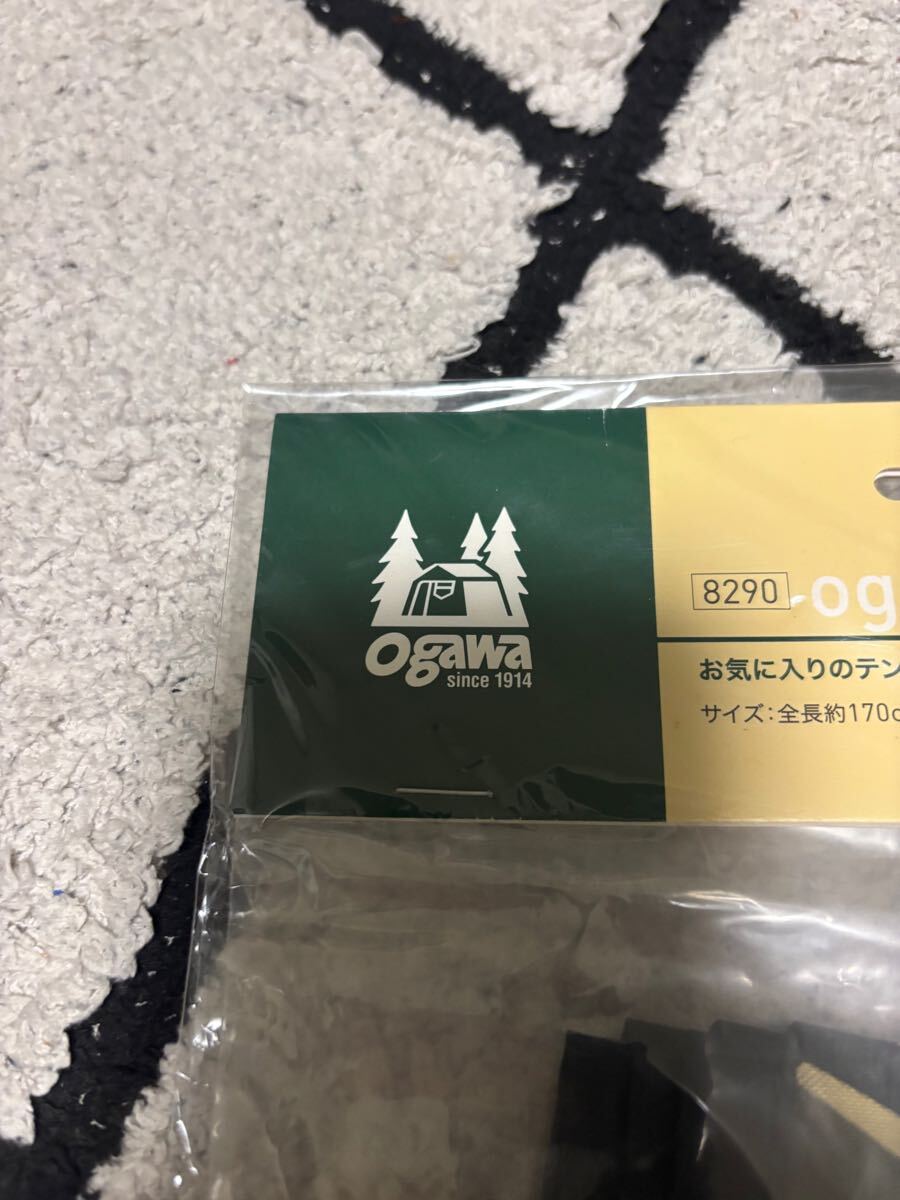 ogawa
since 1914
8290 og
お気に入りのテン
サイズ：全長約170c